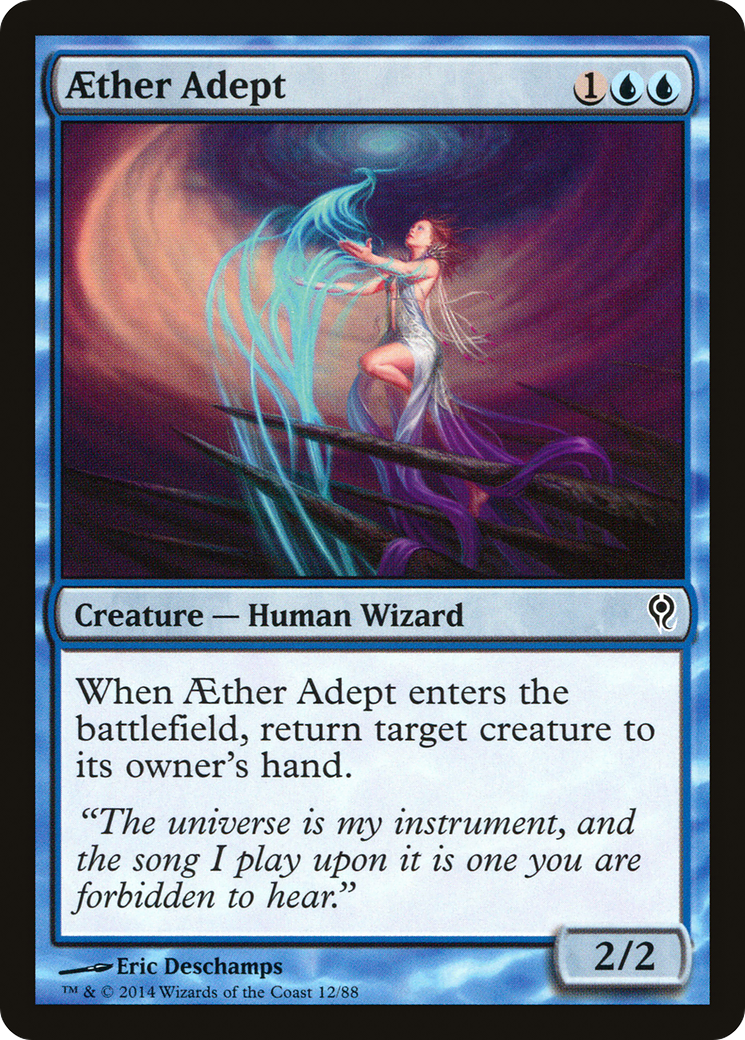 Æther Adept
1
Creature — Human Wizard
When Æther Adept enters the
battlefield, return target creature to
its owner's hand.
“The universe is my instrument, and
the song I play upon it is one you are
forbidden to hear.”
2/2
Eric Deschamps
™ & © 2014 Wizards of the Coast 12/88